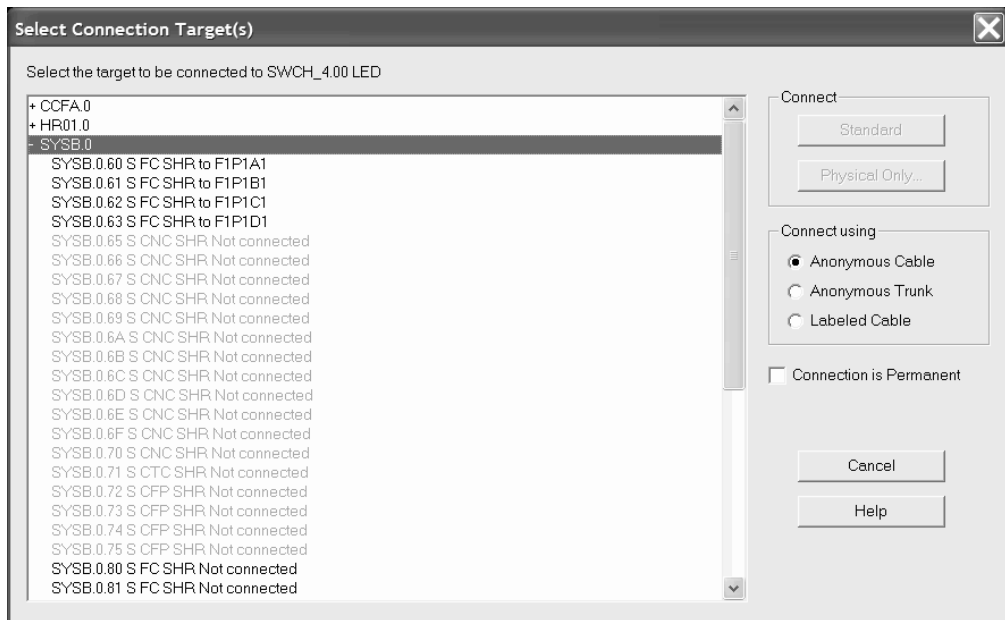 Select Connection Target(s)
Select the target to be connected to SWCH_4.00 LED
+ CCFA.0
+ HR01.0
- SYSB.0
SYSB.0.60 S FC SHR to F1P1A1
SYSB.0.61 S FC SHR to F1P1B1
SYSB.0.62 S FC SHR to F1P1C1
SYSB.0.63 S FC SHR to F1P1D1
SYSB.0.65 S CNC SHR Not connected
SYSB.0.66 S CNC SHR Not connected
SYSB.0.67 S CNC SHR Not connected
SYSB.0.68 S CNC SHR Not connected
SYSB.0.69 S CNC SHR Not connected
SYSB.0.6A S CNC SHR Not connected
SYSB.0.6B S CNC SHR Not connected
SYSB.0.6C S CNC SHR Not connected
SYSB.0.6D S CNC SHR Not connected
SYSB.0.6E S CNC SHR Not connected
SYSB.0.6F S CNC SHR Not connected
SYSB.0.70 S CNC SHR Not connected
SYSB.0.71 S CTC SHR Not connected
SYSB.0.72 S CFP SHR Not connected
SYSB.0.73 S CFP SHR Not connected
SYSB.0.74 S CFP SHR Not connected
SYSB.0.75 S CFP SHR Not connected
SYSB.0.80 S FC SHR Not connected
SYSB.0.81 S FC SHR Not connected
Connect
Standard
Physical Only...
Connect using
Anonymous Cable
Anonymous Trunk
Labeled Cable
Connection is Permanent
Cancel
Help